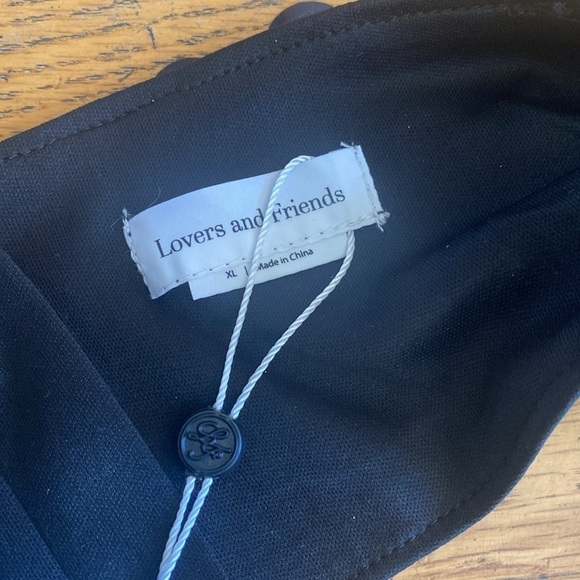 Lovers and Friends
XL | Made in China
L&F